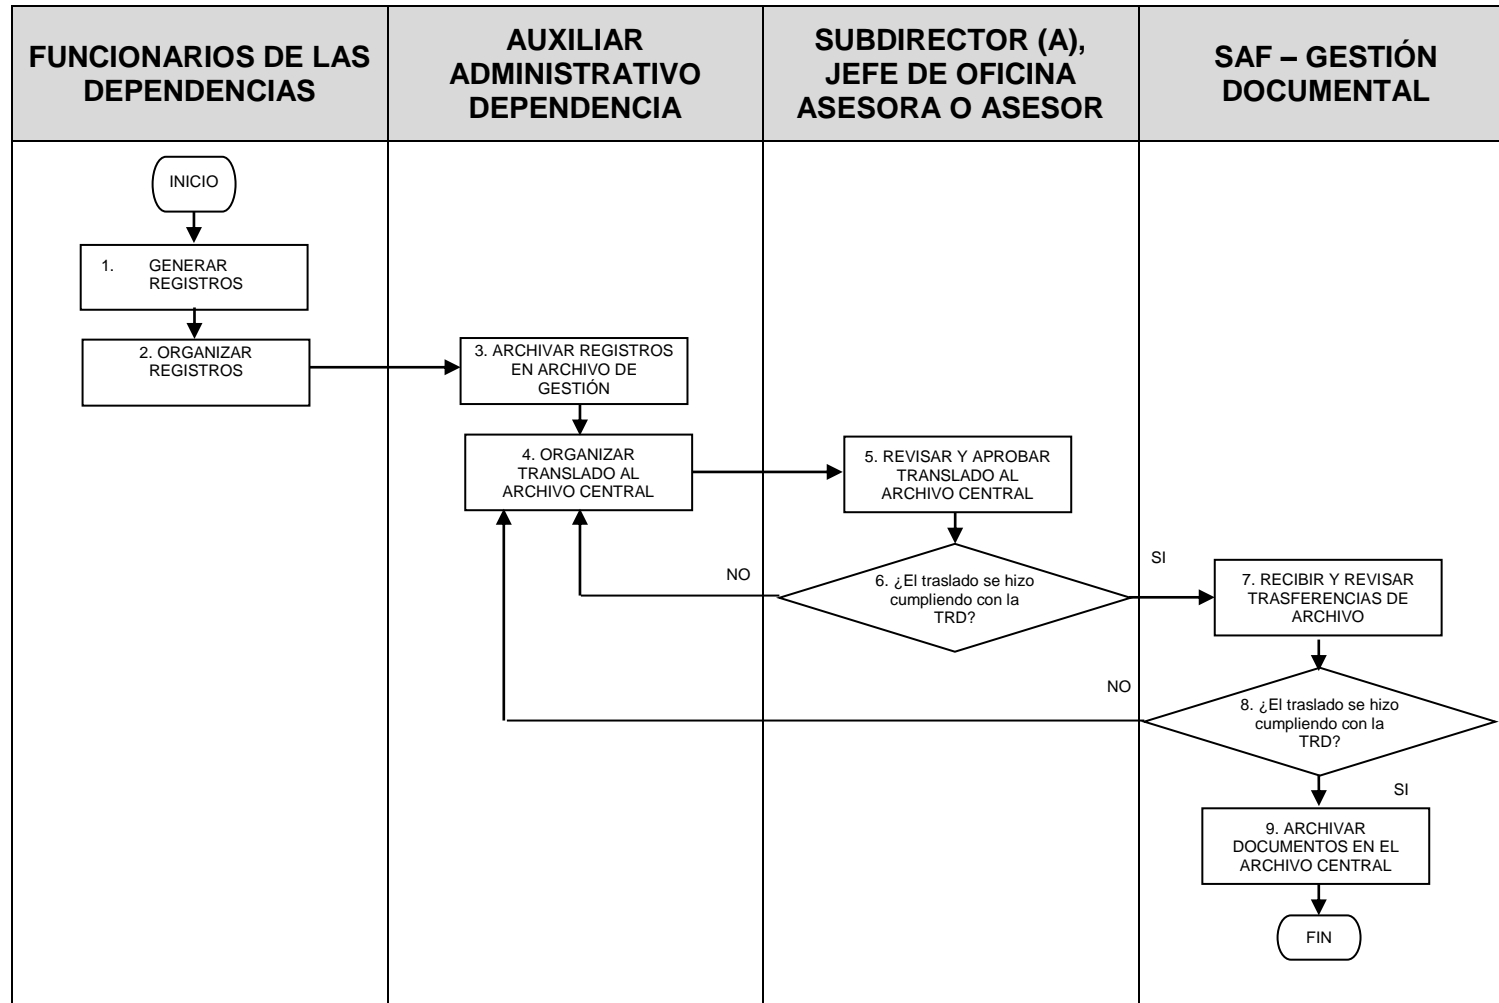 FUNCIONARIOS DE LAS
DEPENDENCIAS
AUXILIAR
ADMINISTRATIVO
DEPENDENCIA
SUBDIRECTOR (A),
JEFE DE OFICINA
ASESORA O ASESOR
SAF – GESTIÓN
DOCUMENTAL
INICIO
1. GENERAR
REGISTROS
2. ORGANIZAR
REGISTROS
3. ARCHIVAR REGISTROS
EN ARCHIVO DE
GESTIÓN
4. ORGANIZAR
TRANSLADO AL
ARCHIVO CENTRAL
5. REVISAR Y APROBAR
TRANSLADO AL
ARCHIVO CENTRAL
NO
6. ¿El traslado se hizo
cumpliendo con la
TRD?
SI
7. RECIBIR Y REVISAR
TRASFERENCIAS DE
ARCHIVO
NO
8. ¿El traslado se hizo
cumpliendo con la
TRD?
SI
9. ARCHIVAR
DOCUMENTOS EN EL
ARCHIVO CENTRAL
FIN